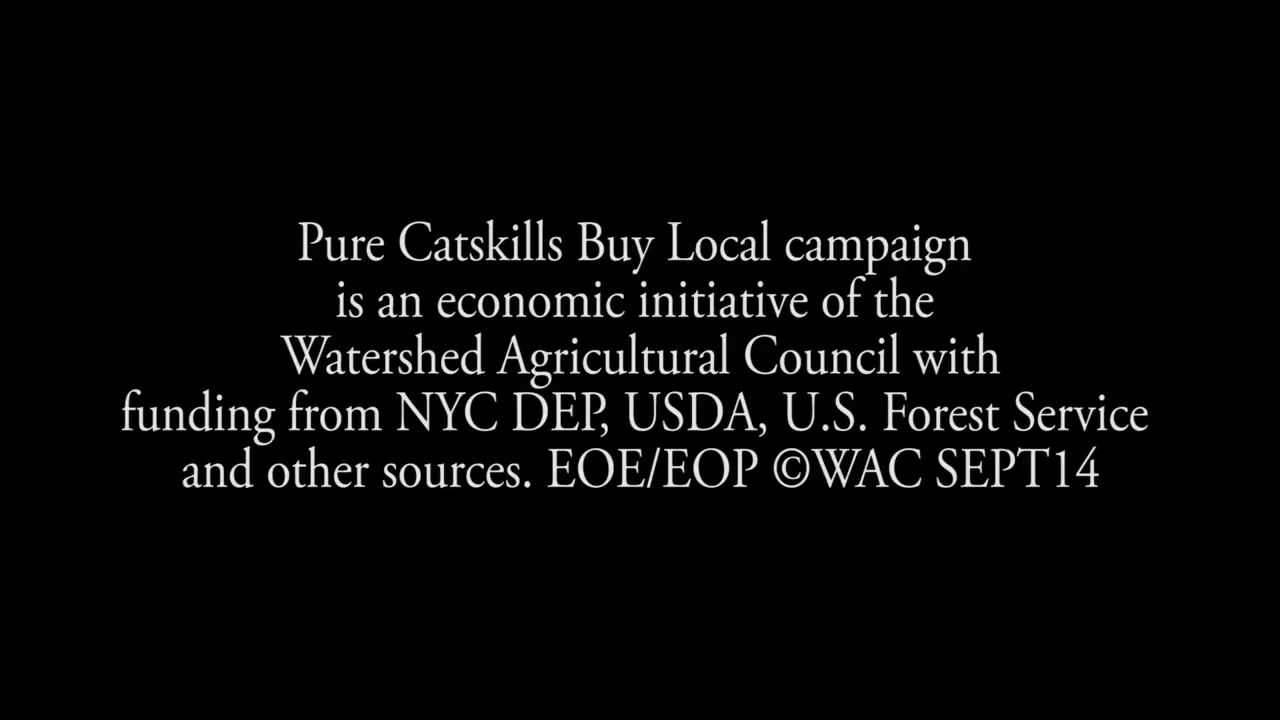 Pure Catskills Buy Local campaign
is an economic initiative of the
Watershed Agricultural Council with
funding from NYC DEP, USDA, U.S. Forest Service
and other sources. EOE/EOP ©WAC SEPT14